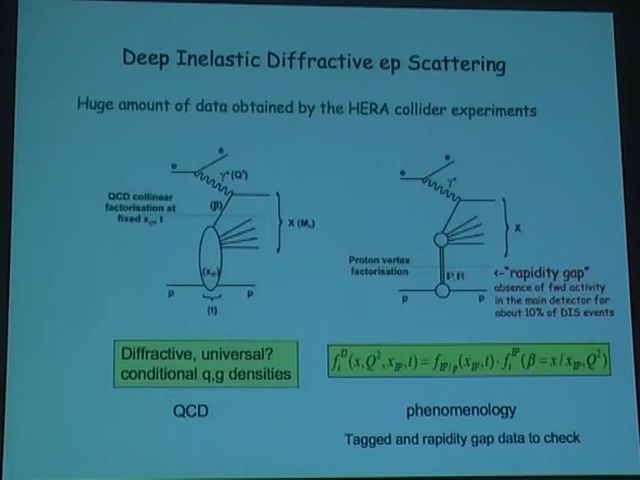 Deep Inelastic Diffractive ep Scattering
Huge amount of data obtained by the HERA collider experiments
e
e
γ*(Q²)
QCD collinear
factorisation at
fixed x_IP, t
(β)
X (Mₓ)
(x_IP)
p
p
(t)
e
e
γ*
X
Proton vertex
factorisation
P,R
p
p
<-"rapidity gap"
absence of fwd activity
in the main detector for
about 10% of DIS events
Diffractive, universal?
conditional q,g densities
f_i^D(x,Q²,x_IP,t) = f_IP/p(x_IP,t)·f_i^IP(β = x/x_IP,Q²)
QCD
phenomenology
Tagged and rapidity gap data to check